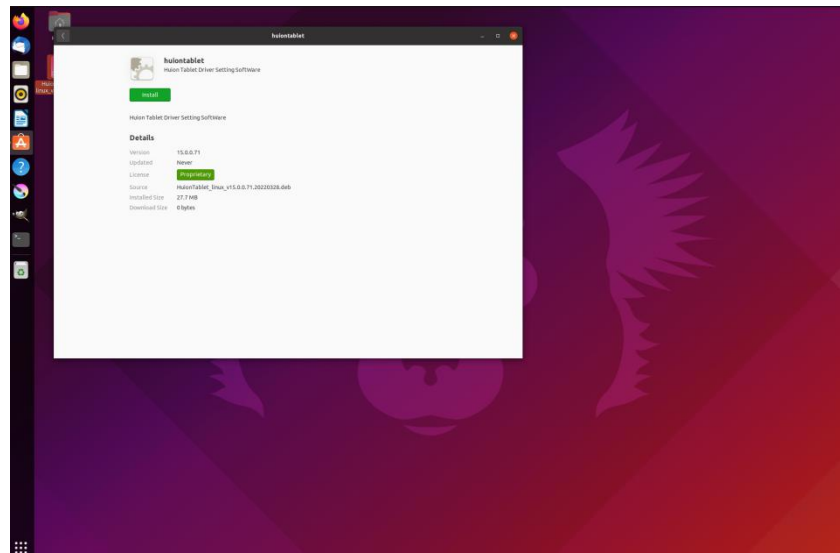 huiontablet
huiontablet
Huion Tablet Driver Setting SoftWare
Install
Huion Tablet Driver Setting SoftWare
Details
Version 15.0.0.71
Updated Never
License Proprietary
Source HuionTablet_linux_v15.0.0.71.20220328.deb
Installed Size 27.7 MB
Download Size 0 bytes